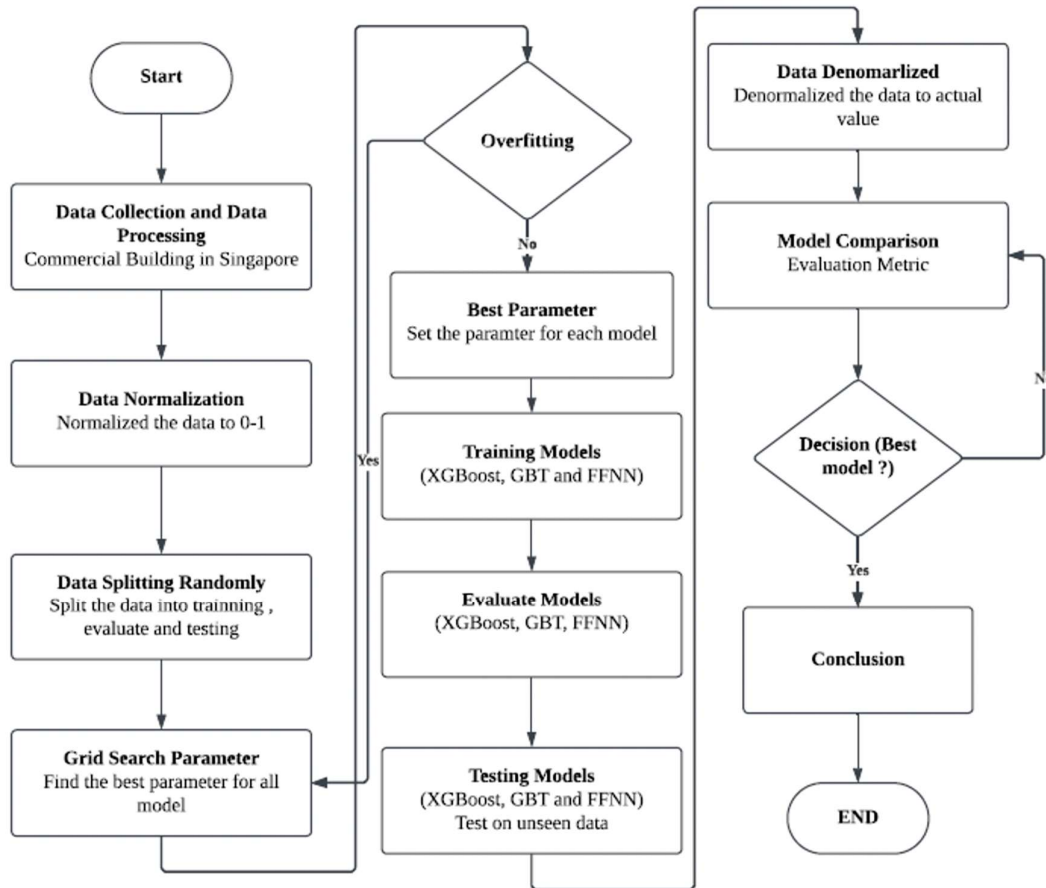 Start
Data Collection and Data
Processing
Commercial Building in Singapore
Data Normalization
Normalized the data to 0-1
Data Splitting Randomly
Split the data into trainning ,
evaluate and testing
Grid Search Parameter
Find the best parameter for all
model
Overfitting
Yes
No
Best Parameter
Set the paramter for each model
Training Models
(XGBoost, GBT and FFNN)
Evaluate Models
(XGBoost, GBT, FFNN)
Testing Models
(XGBoost, GBT and FFNN)
Test on unseen data
Data Denomarlized
Denormalized the data to actual
value
Model Comparison
Evaluation Metric
Decision (Best
model ?)
N
Yes
Conclusion
END